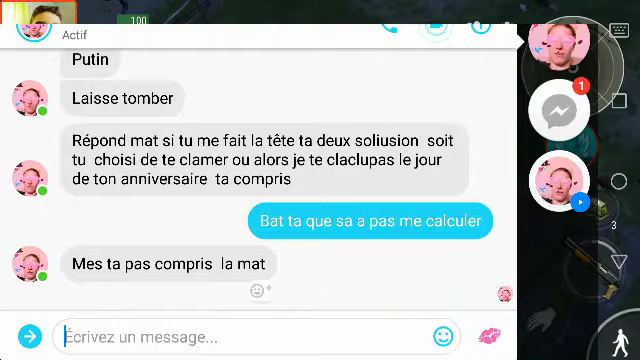 100
Actif
Putin
Laisse tomber
1
Répond mat si tu me fait la tête ta deux soliusion soit
tu choisi de te clamer ou alors je te claclupas le jour
de ton anniversaire ta compris
Bat ta que sa a pas me calculer
3
Mes ta pas compris la mat
Écrivez un message...